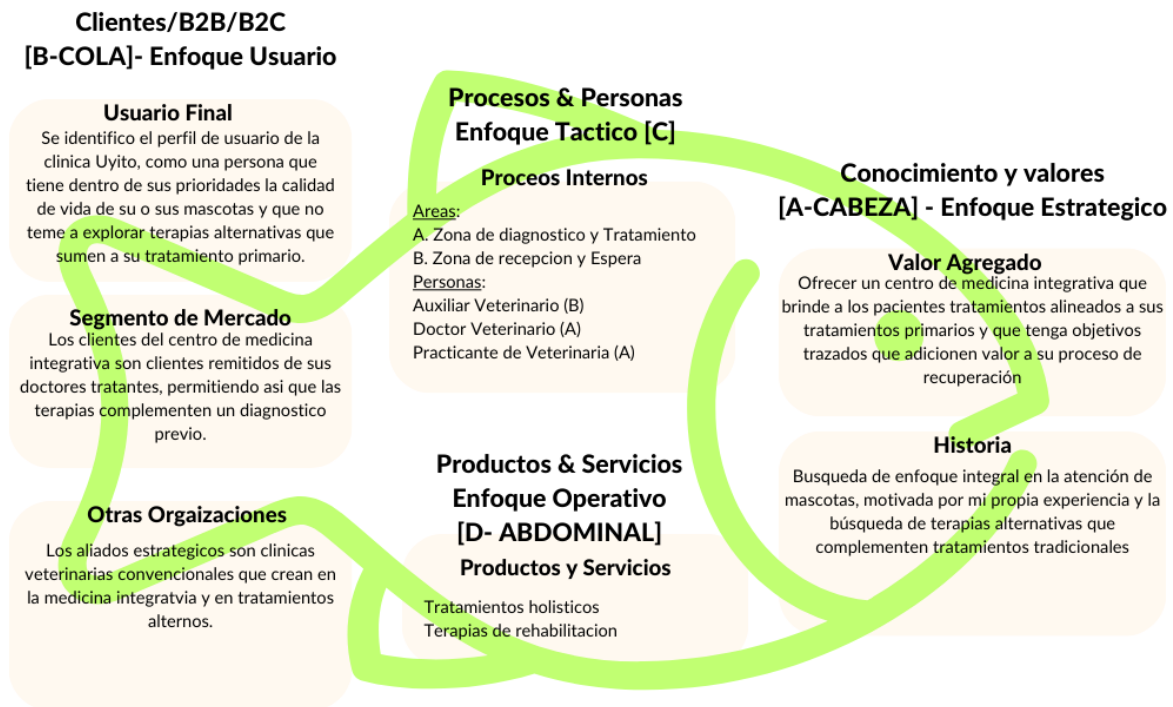 Clientes/B2B/B2C
[B-COLA]- Enfoque Usuario
Usuario Final
Se identifico el perfil de usuario de la
clinica Uyito, como una persona que
tiene dentro de sus prioridades la calidad
de vida de su o sus mascotas y que no
teme a explorar terapias alternativas que
sumen a su tratamiento primario.
Segmento de Mercado
Los clientes del centro de medicina
integrativa son clientes remitidos de sus
doctores tratantes, permitiendo asi que las
terapias complementen un diagnostico
previo.
Otras Orgaizaciones
Los aliados estrategicos son clinicas
veterinarias convencionales que crean en
la medicina integratvia y en tratamientos
alternos.
Procesos & Personas
Enfoque Tactico [C]
Proceos Internos
Areas:
A. Zona de diagnostico y Tratamiento
B. Zona de recepcion y Espera
Personas:
Auxiliar Veterinario (B)
Doctor Veterinario (A)
Practicante de Veterinaria (A)
Productos & Servicios
Enfoque Operativo
[D- ABDOMINAL]
Productos y Servicios
Tratamientos holisticos
Terapias de rehabilitacion
Conocimiento y valores
[A-CABEZA] - Enfoque Estrategico
Valor Agregado
Ofrecer un centro de medicina integrativa que
brinde a los pacientes tratamientos alineados a sus
tratamientos primarios y que tenga objetivos
trazados que adicionen valor a su proceso de
recuperación
Historia
Busqueda de enfoque integral en la atención de
mascotas, motivada por mi propia experiencia y la
búsqueda de terapias alternativas que
complementen tratamientos tradicionales